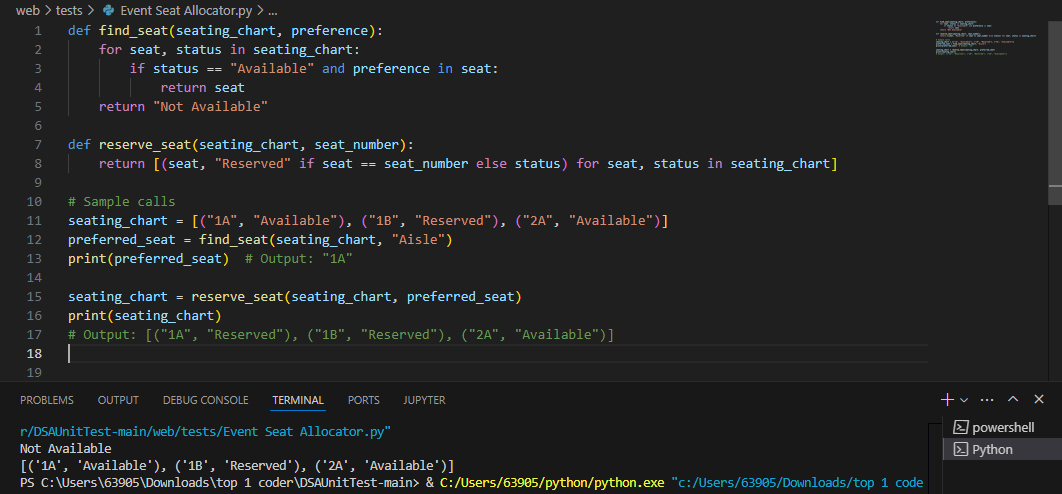 web > tests > Event Seat Allocator.py > ...
1 def find_seat(seating_chart, preference):
2     for seat, status in seating_chart:
3         if status == "Available" and preference in seat:
4             return seat
5     return "Not Available"
6
7 def reserve_seat(seating_chart, seat_number):
8     return [(seat, "Reserved" if seat == seat_number else status) for seat, status in seating_chart]
9
10 # Sample calls
11 seating_chart = [("1A", "Available"), ("1B", "Reserved"), ("2A", "Available")]
12 preferred_seat = find_seat(seating_chart, "Aisle")
13 print(preferred_seat)  # Output: "1A"
14
15 seating_chart = reserve_seat(seating_chart, preferred_seat)
16 print(seating_chart)
17 # Output: [("1A", "Reserved"), ("1B", "Reserved"), ("2A", "Available")]
18
19
PROBLEMS OUTPUT DEBUG CONSOLE TERMINAL PORTS JUPYTER
r/DSAUnitTest-main/web/tests/Event Seat Allocator.py"
Not Available
[('1A', 'Available'), ('1B', 'Reserved'), ('2A', 'Available')]
PS C:\Users\63905\Downloads\top 1 coder\DSAUnitTest-main> & C:/Users/63905/python/python.exe "c:/Users/63905/Downloads/top 1 code
powershell
Python